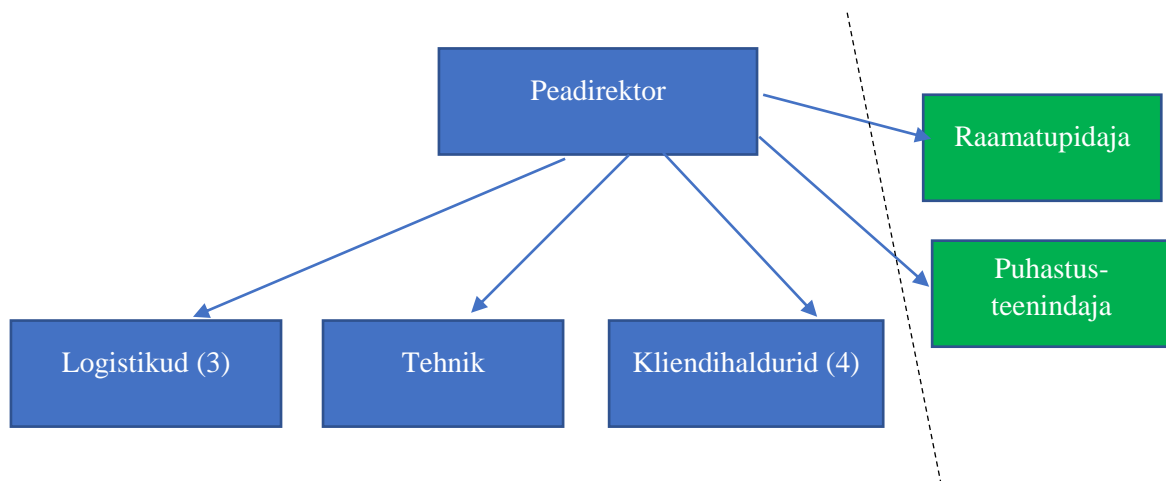 Peadirektor
Raamatupidaja
Puhastus-
teenindaja
Logistikud (3)
Tehnik
Kliendihaldurid (4)